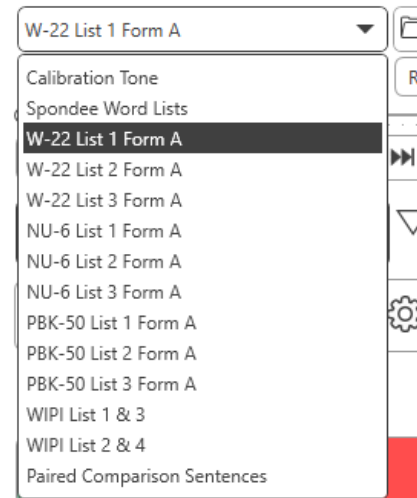 W-22 List 1 Form A
Calibration Tone
Spondee Word Lists
W-22 List 1 Form A
W-22 List 2 Form A
W-22 List 3 Form A
NU-6 List 1 Form A
NU-6 List 2 Form A
NU-6 List 3 Form A
PBK-50 List 1 Form A
PBK-50 List 2 Form A
PBK-50 List 3 Form A
WIPI List 1 & 3
WIPI List 2 & 4
Paired Comparison Sentences